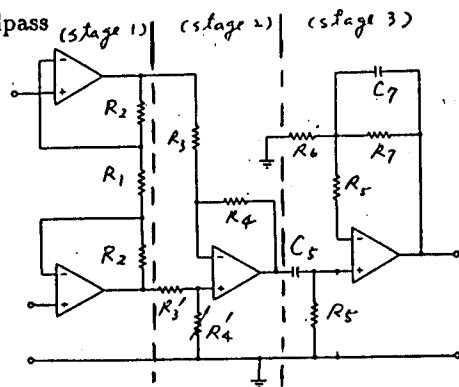 lpass
(stage 1) (stage 2) (stage 3)
- + R2 R1 R2 - +
R3 R4 R3' R4' - +
C5 R6 C7 R7 R5 R5 - +